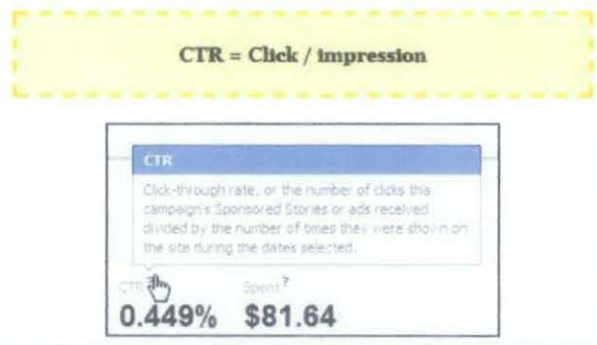 CTR = Click / impression
CTR
Click-through rate, or the number of clicks this
campaign's Sponsored Stories or ads received
divided by the number of times they were shown on
the site during the dates selected.
CTR ? Spent ?
0.449% $81.64